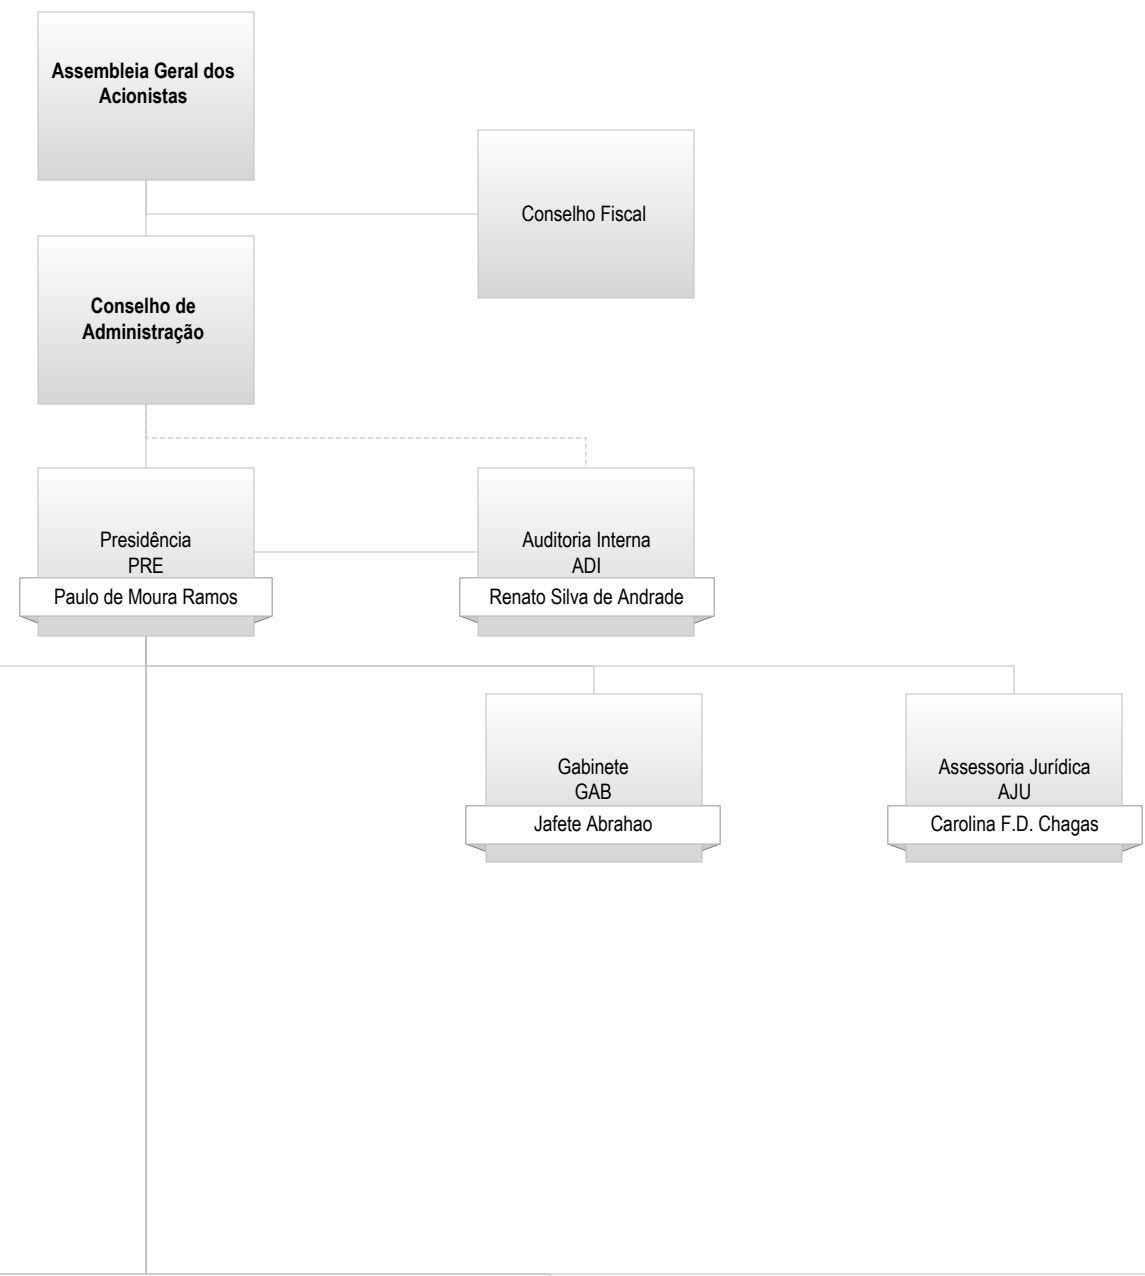 Assembleia Geral dos
Acionistas
Conselho Fiscal
Conselho de
Administração
Presidência
PRE
Paulo de Moura Ramos
Auditoria Interna
ADI
Renato Silva de Andrade
Gabinete
GAB
Jafete Abrahao
Assessoria Jurídica
AJU
Carolina F.D. Chagas